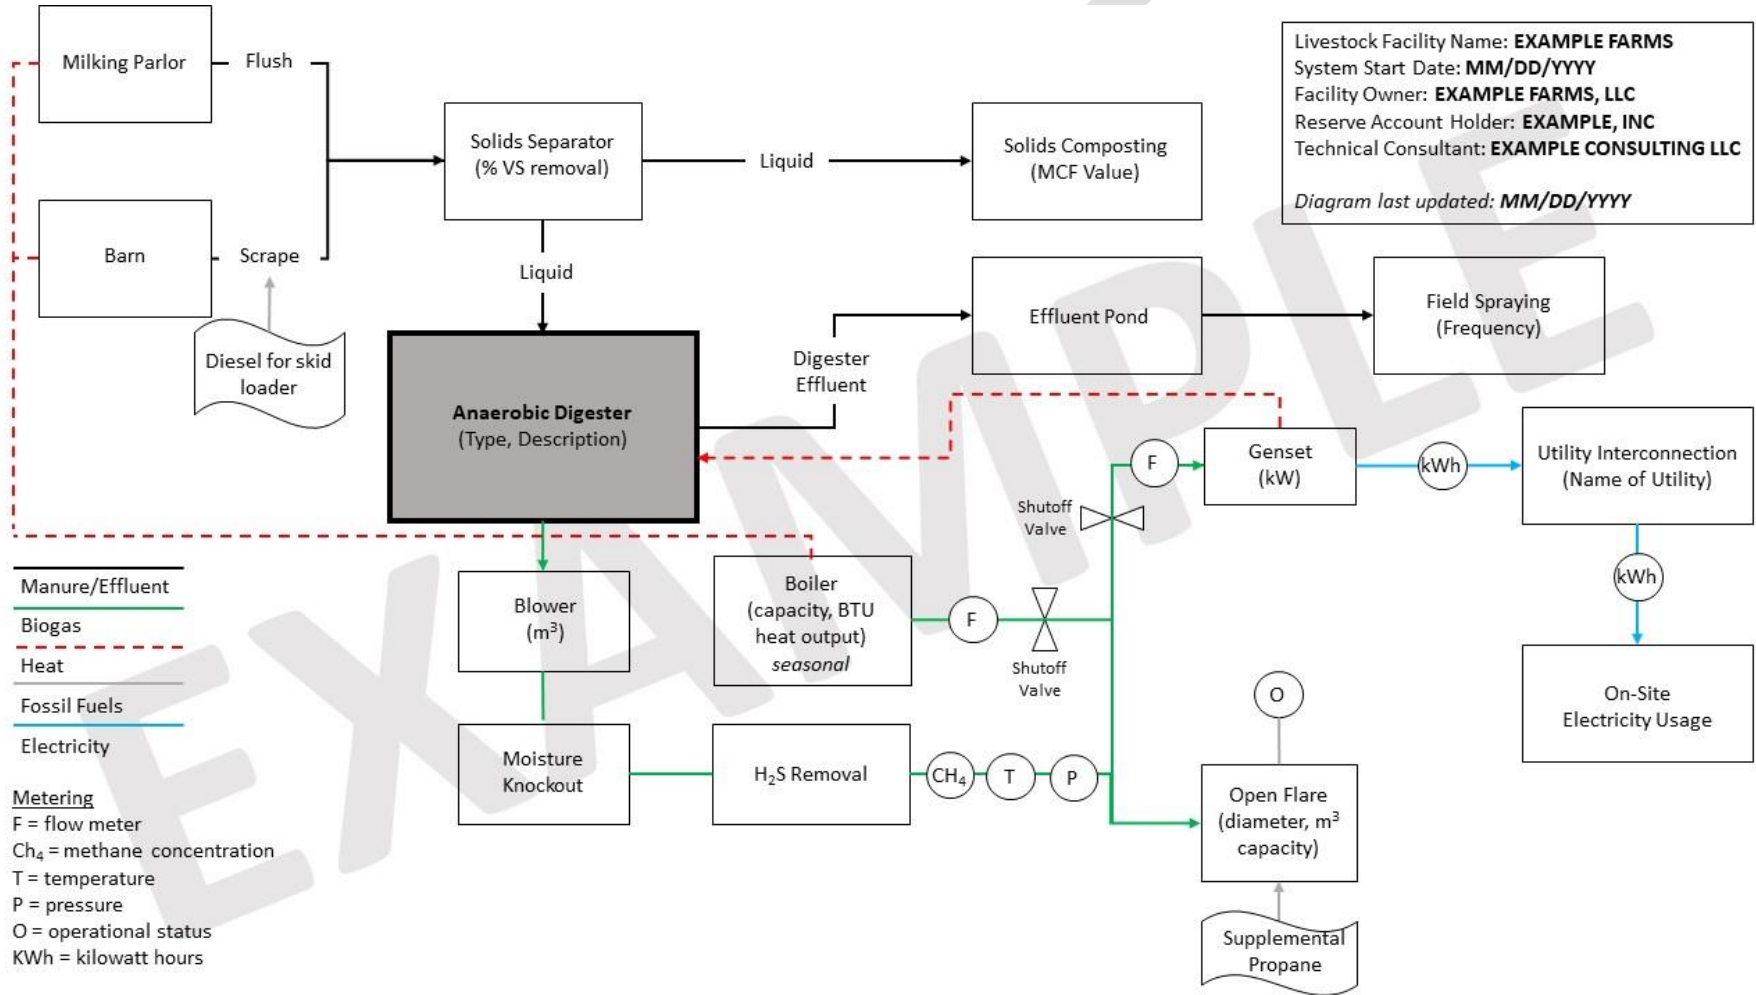 Milking Parlor
Flush
Barn
Scrape
Diesel for skid
loader
Solids Separator
(% VS removal)
Liquid
Solids Composting
(MCF Value)
Liquid
Livestock Facility Name: EXAMPLE FARMS
System Start Date: MM/DD/YYYY
Facility Owner: EXAMPLE FARMS, LLC
Reserve Account Holder: EXAMPLE, INC
Technical Consultant: EXAMPLE CONSULTING LLC
Diagram last updated: MM/DD/YYYY
Anaerobic Digester
(Type, Description)
Digester
Effluent
Effluent Pond
Field Spraying
(Frequency)
F
Genset
(kW)
kWh
Utility Interconnection
(Name of Utility)
Shutoff
Valve
kWh
On-Site
Electricity Usage
Blower
(m³)
Boiler
(capacity, BTU
heat output)
seasonal
F
Shutoff
Valve
Moisture
Knockout
H₂S Removal
CH₄
T
P
O
Open Flare
(diameter, m³
capacity)
Supplemental
Propane
Manure/Effluent
Biogas
Heat
Fossil Fuels
Electricity
Metering
F = flow meter
Ch₄ = methane concentration
T = temperature
P = pressure
O = operational status
KWh = kilowatt hours
EXAMPLE